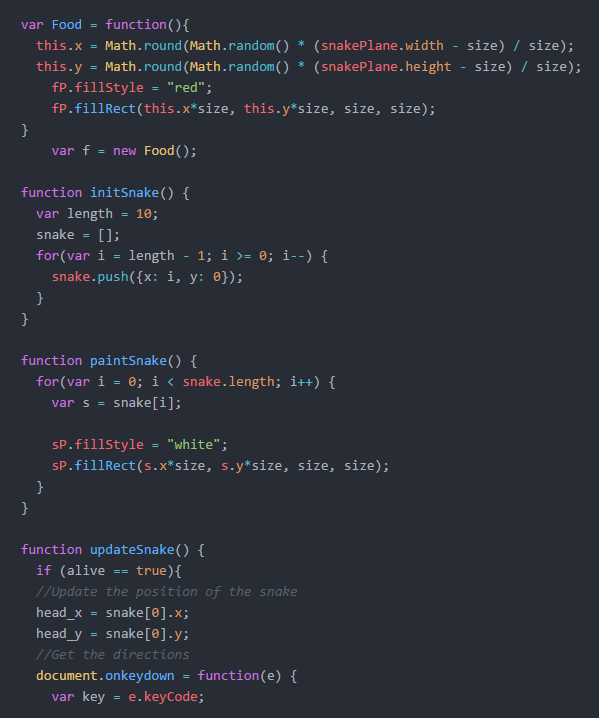 var Food = function(){
  this.x = Math.round(Math.random() * (snakePlane.width - size) / size);
  this.y = Math.round(Math.random() * (snakePlane.height - size) / size);
    fP.fillStyle = "red";
    fP.fillRect(this.x*size, this.y*size, size, size);
}
    var f = new Food();

function initSnake() {
  var length = 10;
  snake = [];
  for(var i = length - 1; i >= 0; i--) {
    snake.push({x: i, y: 0});
  }
}

function paintSnake() {
  for(var i = 0; i < snake.length; i++) {
    var s = snake[i];

    sP.fillStyle = "white";
    sP.fillRect(s.x*size, s.y*size, size, size);
  }
}

function updateSnake() {
  if (alive == true){
  //Update the position of the snake
  head_x = snake[0].x;
  head_y = snake[0].y;
  //Get the directions
  document.onkeydown = function(e) {
    var key = e.keyCode;